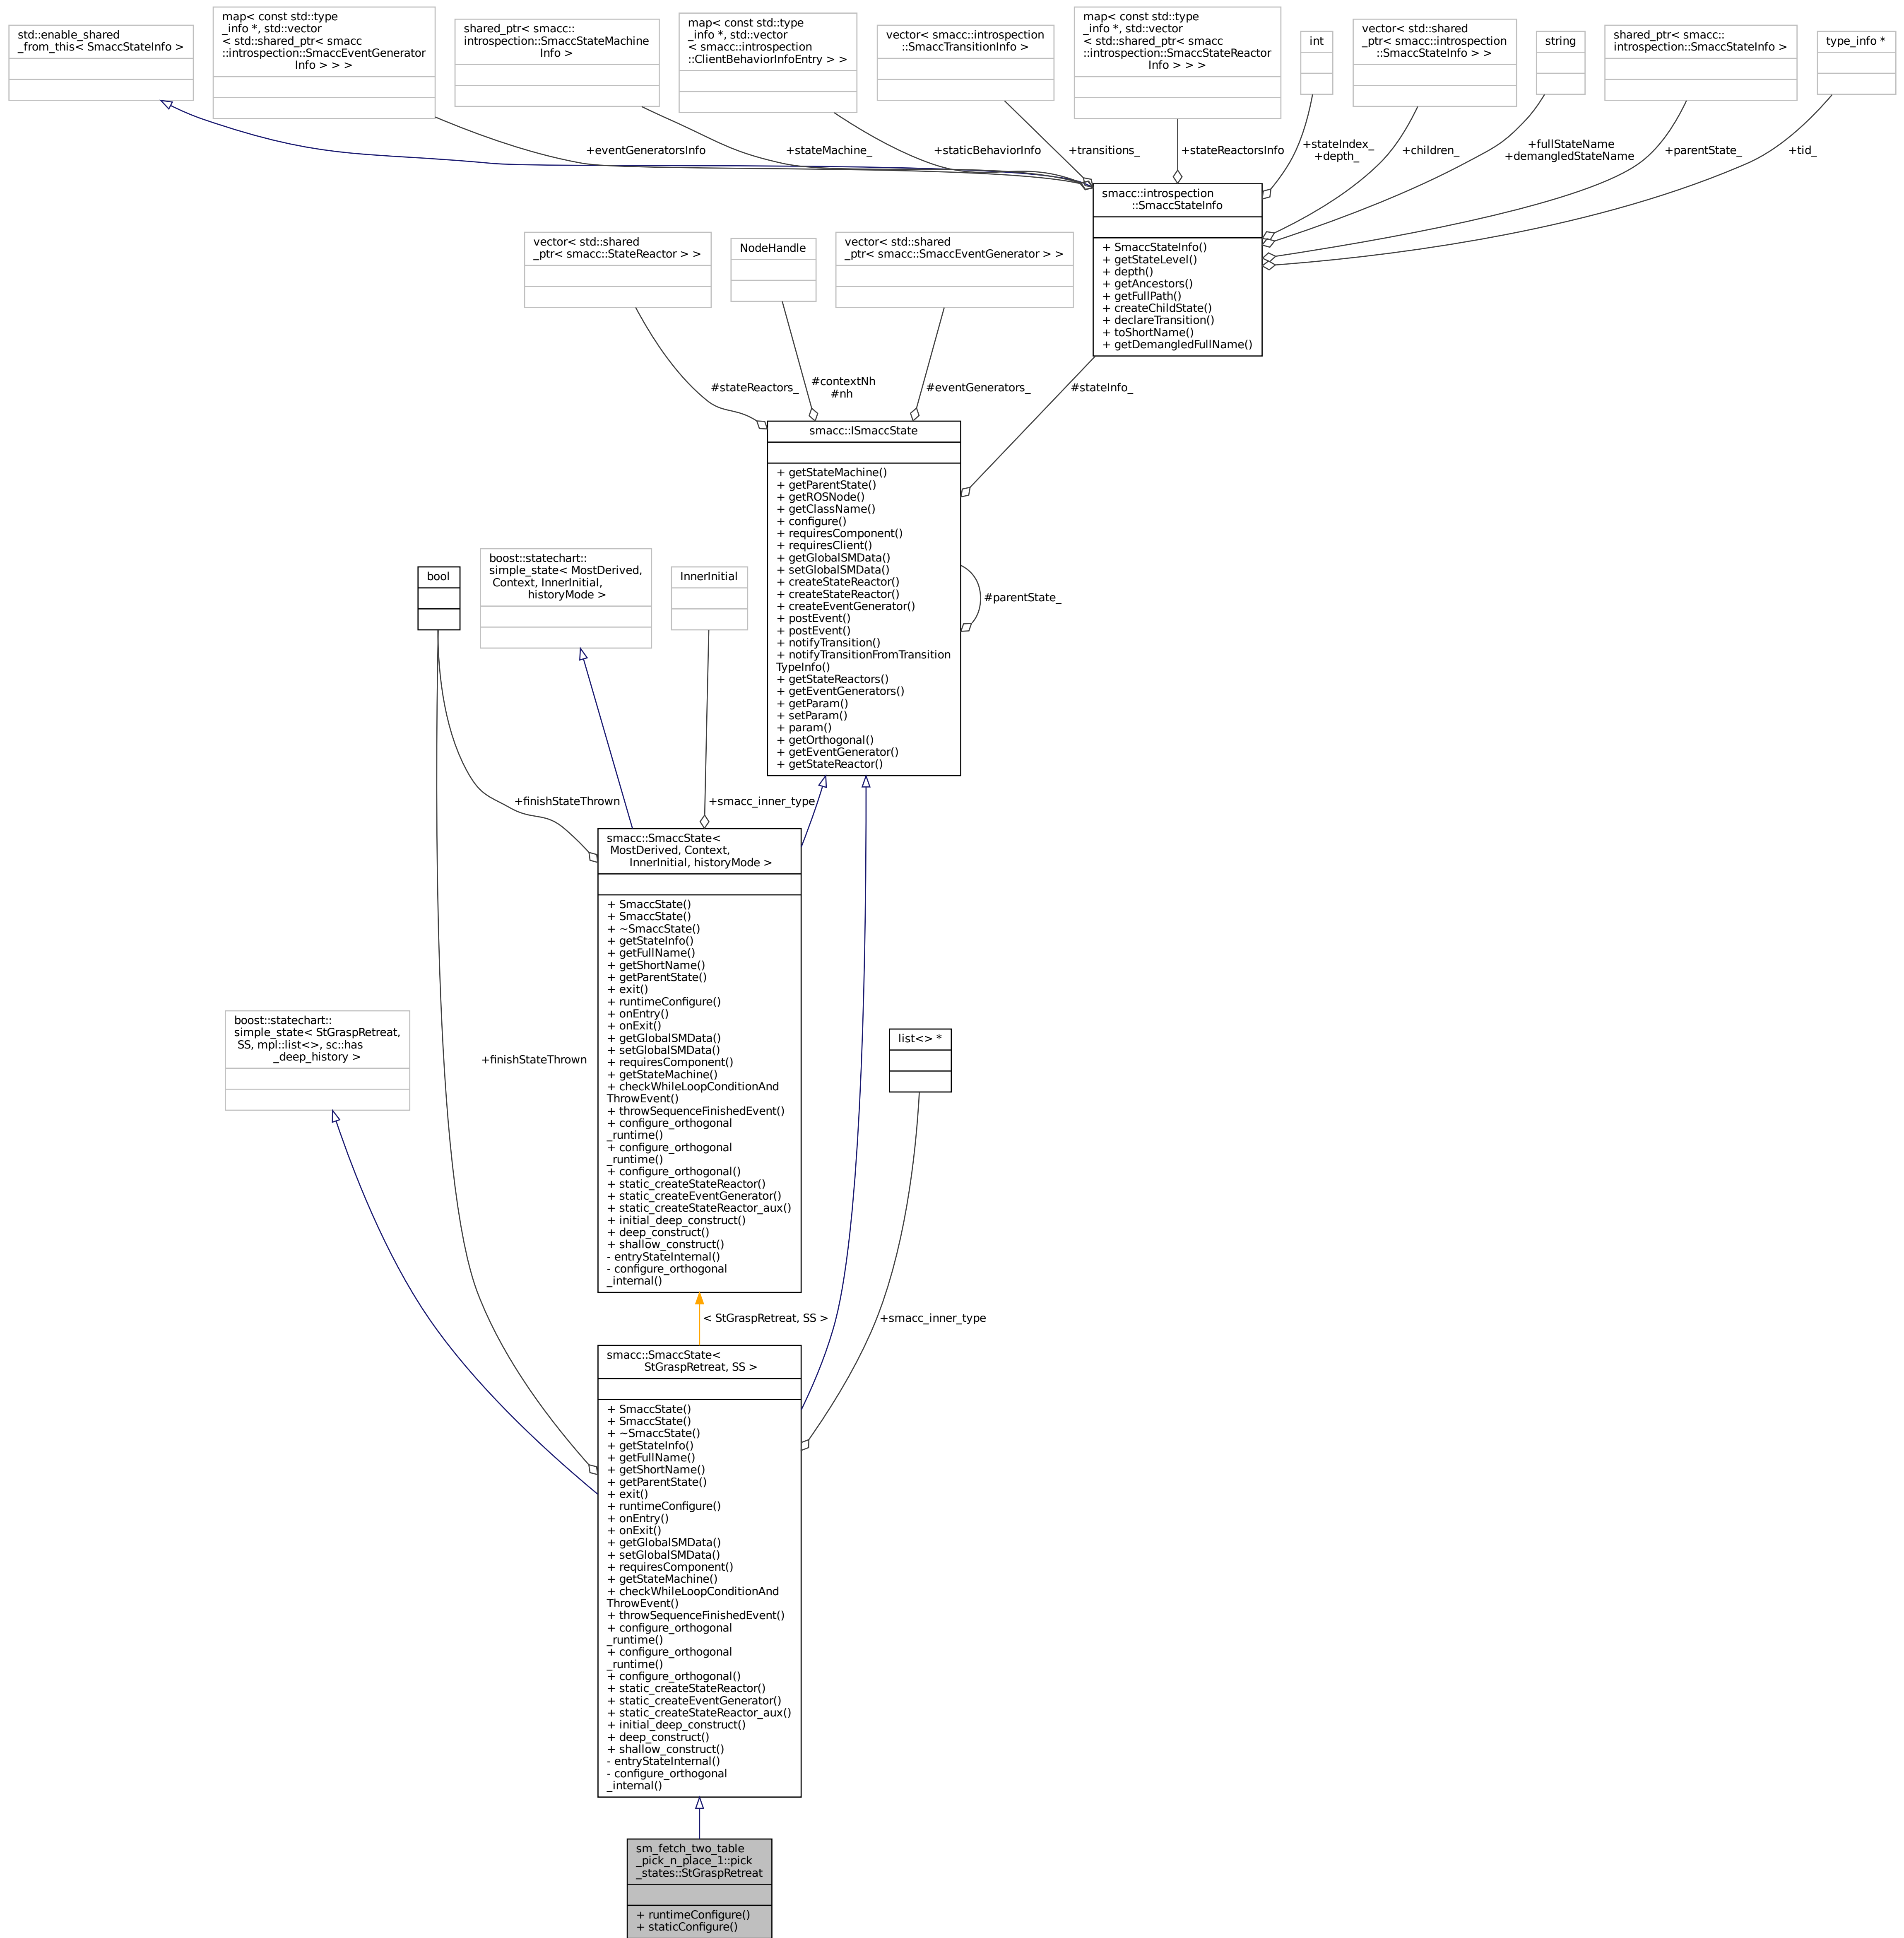 std::enable_shared
_from_this< SmaccStateInfo >
map< const std::type
_info *, std::vector
< std::shared_ptr< smacc
::introspection::SmaccEventGenerator
Info > > >
shared_ptr< smacc::
introspection::SmaccStateMachine
Info >
map< const std::type
_info *, std::vector
< smacc::introspection
::ClientBehaviorInfoEntry > >
vector< smacc::introspection
::SmaccTransitionInfo >
map< const std::type
_info *, std::vector
< std::shared_ptr< smacc
::introspection::SmaccStateReactor
Info > > >
int
vector< std::shared
_ptr< smacc::introspection
::SmaccStateInfo > >
string
shared_ptr< smacc::
introspection::SmaccStateInfo >
type_info *
+eventGeneratorsInfo
+stateMachine_
+staticBehaviorInfo
+transitions_
+stateReactorsInfo
+stateIndex_
+depth_
+children_
+fullStateName
+demangledStateName
+parentState_
+tid_
smacc::introspection
::SmaccStateInfo
+ SmaccStateInfo()
+ getStateLevel()
+ depth()
+ getAncestors()
+ getFullPath()
+ createChildState()
+ declareTransition()
+ toShortName()
+ getDemangledFullName()
vector< std::shared
_ptr< smacc::StateReactor > >
NodeHandle
vector< std::shared
_ptr< smacc::SmaccEventGenerator > >
#stateReactors_
#contextNh
#nh
#eventGenerators_
#stateInfo_
smacc::ISmaccState
+ getStateMachine()
+ getParentState()
+ getROSNode()
+ getClassName()
+ configure()
+ requiresComponent()
+ requiresClient()
+ getGlobalSMData()
+ setGlobalSMData()
+ createStateReactor()
+ createStateReactor()
+ createEventGenerator()
+ postEvent()
+ postEvent()
+ notifyTransition()
+ notifyTransitionFromTransition
TypeInfo()
+ getStateReactors()
+ getEventGenerators()
+ getParam()
+ setParam()
+ param()
+ getOrthogonal()
+ getEventGenerator()
+ getStateReactor()
#parentState_
bool
boost::statechart::
simple_state< MostDerived,
Context, InnerInitial,
historyMode >
InnerInitial
+finishStateThrown
+smacc_inner_type
smacc::SmaccState<
MostDerived, Context,
InnerInitial, historyMode >
+ SmaccState()
+ SmaccState()
+ ~SmaccState()
+ getStateInfo()
+ getFullName()
+ getShortName()
+ getParentState()
+ exit()
+ runtimeConfigure()
+ onEntry()
+ onExit()
+ getGlobalSMData()
+ setGlobalSMData()
+ requiresComponent()
+ getStateMachine()
+ checkWhileLoopConditionAnd
ThrowEvent()
+ throwSequenceFinishedEvent()
+ configure_orthogonal
_runtime()
+ configure_orthogonal
_runtime()
+ configure_orthogonal()
+ static_createStateReactor()
+ static_createEventGenerator()
+ static_createStateReactor_aux()
+ initial_deep_construct()
+ deep_construct()
+ shallow_construct()
- entryStateInternal()
- configure_orthogonal
_internal()
boost::statechart::
simple_state< StGraspRetreat,
SS, mpl::list<>, sc::has
_deep_history >
+finishStateThrown
list<> *
< StGraspRetreat, SS >
+smacc_inner_type
smacc::SmaccState<
StGraspRetreat, SS >
+ SmaccState()
+ SmaccState()
+ ~SmaccState()
+ getStateInfo()
+ getFullName()
+ getShortName()
+ getParentState()
+ exit()
+ runtimeConfigure()
+ onEntry()
+ onExit()
+ getGlobalSMData()
+ setGlobalSMData()
+ requiresComponent()
+ getStateMachine()
+ checkWhileLoopConditionAnd
ThrowEvent()
+ throwSequenceFinishedEvent()
+ configure_orthogonal
_runtime()
+ configure_orthogonal
_runtime()
+ configure_orthogonal()
+ static_createStateReactor()
+ static_createEventGenerator()
+ static_createStateReactor_aux()
+ initial_deep_construct()
+ deep_construct()
+ shallow_construct()
- entryStateInternal()
- configure_orthogonal
_internal()
sm_fetch_two_table
_pick_n_place_1::pick
_states::StGraspRetreat
+ runtimeConfigure()
+ staticConfigure()